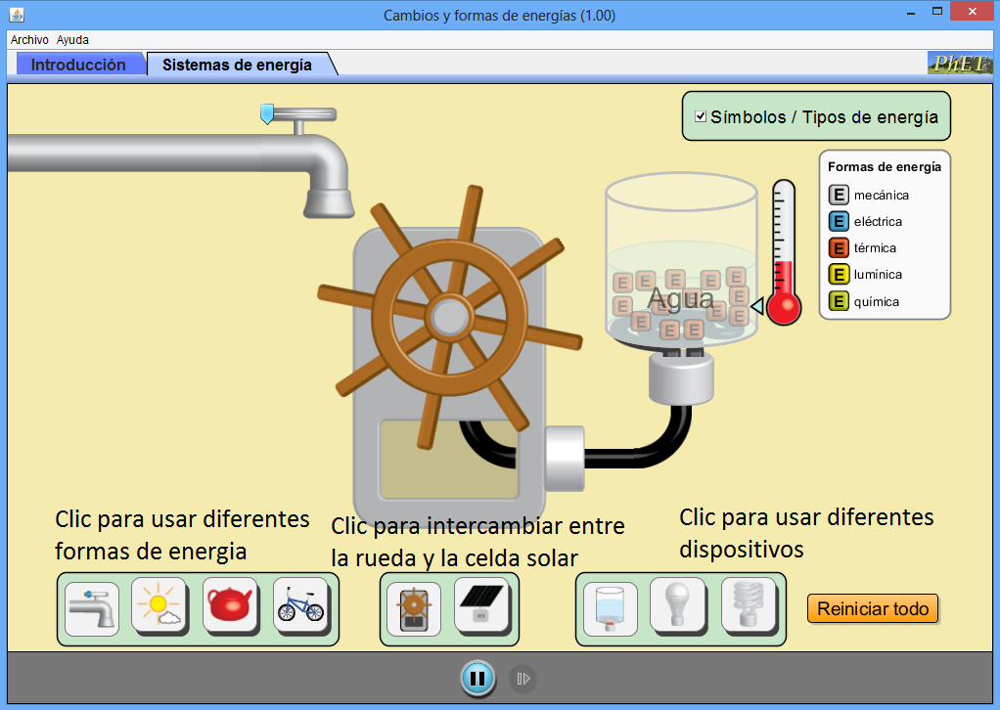 Cambios y formas de energías (1.00)
Archivo Ayuda
Introducción Sistemas de energía
PhET
Símbolos / Tipos de energía
Formas de energía
E mecánica
E eléctrica
E térmica
E lumínica
E química
E E E E E
E E E E
E E E
E E E
Agua
Clic para usar diferentes
formas de energia
Clic para intercambiar entre
la rueda y la celda solar
Clic para usar diferentes
dispositivos
Reiniciar todo